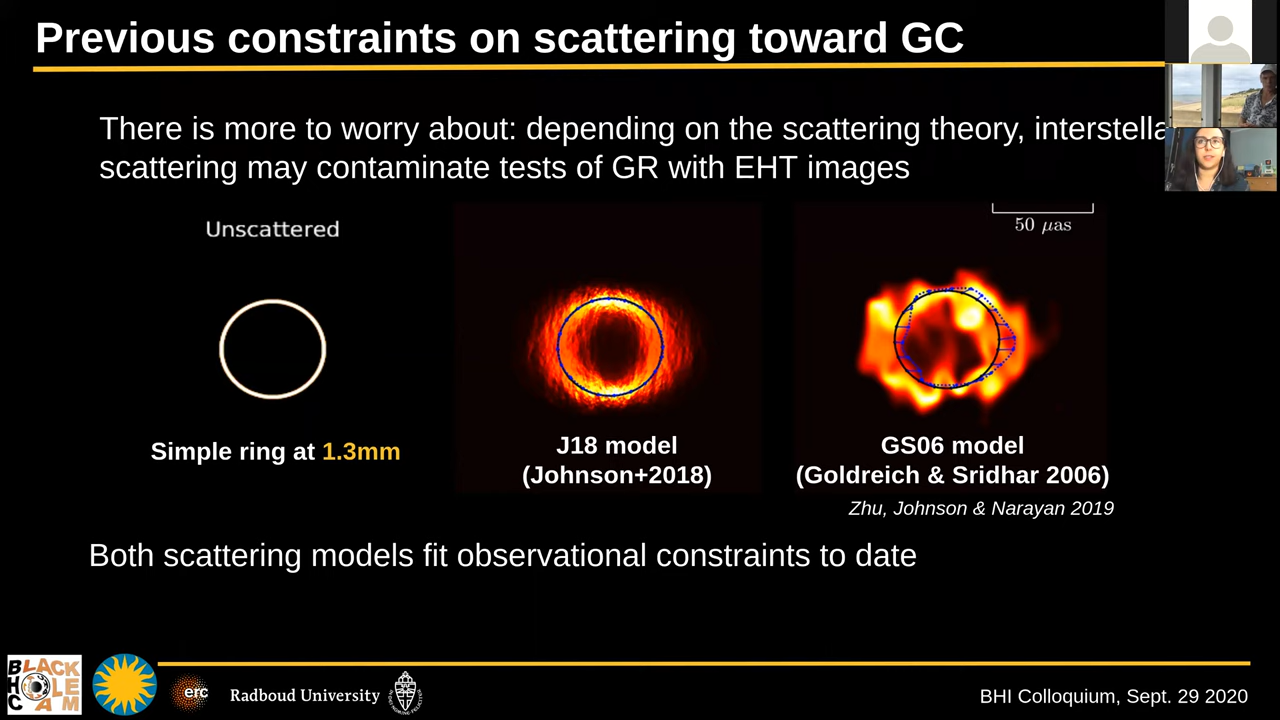 Previous constraints on scattering toward GC
There is more to worry about: depending on the scattering theory, interstella
scattering may contaminate tests of GR with EHT images
Unscattered
50 μas
Simple ring at 1.3mm
J18 model
(Johnson+2018)
GS06 model
(Goldreich & Sridhar 2006)
Zhu, Johnson & Narayan 2019
Both scattering models fit observational constraints to date
BLACK
HOLE
CAM
erc
Radboud University
BHI Colloquium, Sept. 29 2020